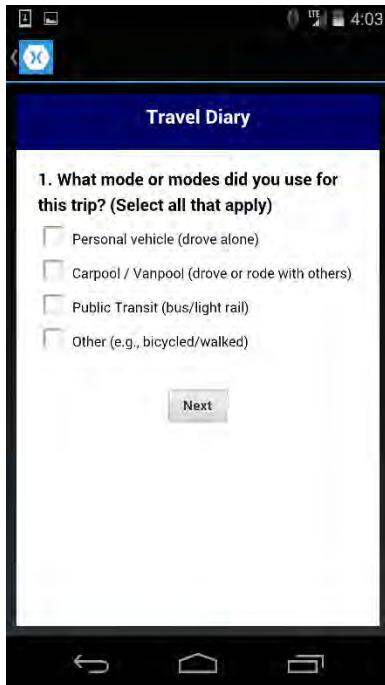 1 LTE 4:03
Travel Diary
1. What mode or modes did you use for
this trip? (Select all that apply)
Personal vehicle (drove alone)
Carpool / Vanpool (drove or rode with others)
Public Transit (bus/light rail)
Other (e.g., bicycled/walked)
Next